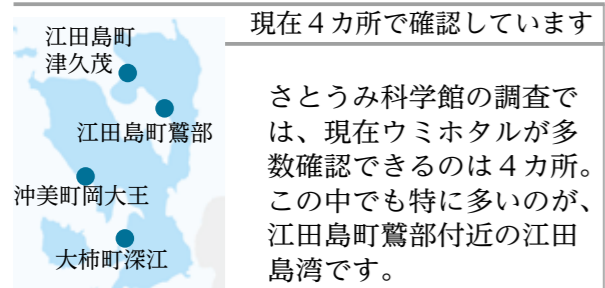 現在４カ所で確認しています
江田島町
津久茂
江田島町鷲部
沖美町岡大王
大柿町深江
さとうみ科学館の調査で
は、現在ウミホタルが多
数確認できるのは４カ所。
この中でも特に多いのが、
江田島町鷲部付近の江田
島湾です。